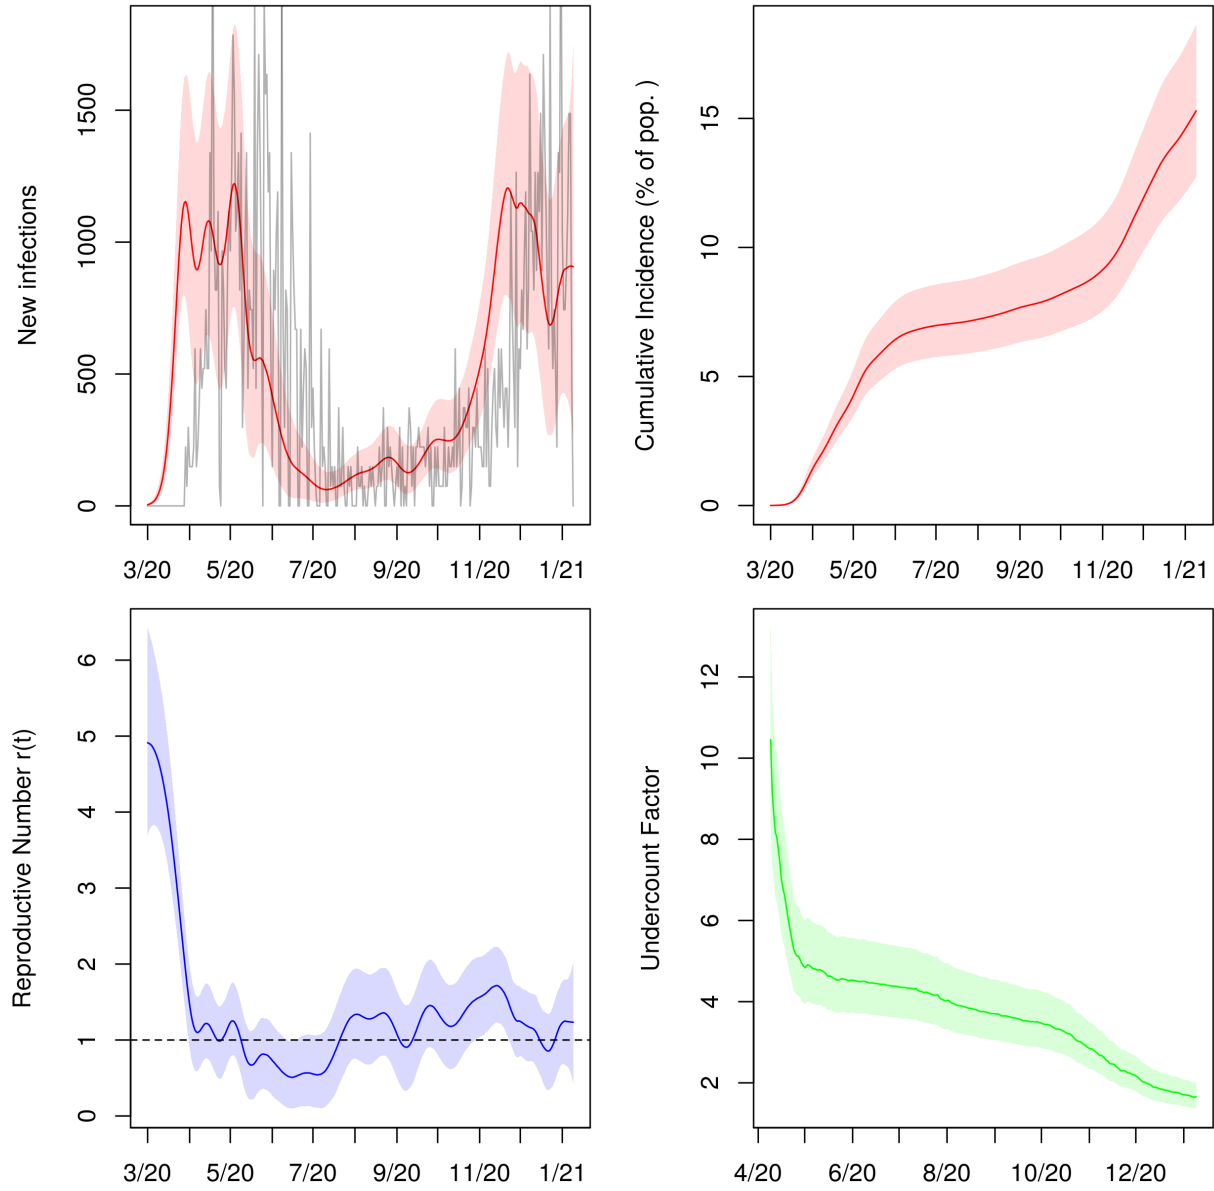 New infections
1500
1000
500
0
3/20 5/20 7/20 9/20 11/20 1/21
Cumulative Incidence (% of pop. )
15
10
5
0
3/20 5/20 7/20 9/20 11/20 1/21
Reproductive Number r(t)
6
5
4
3
2
1
0
3/20 5/20 7/20 9/20 11/20 1/21
Undercount Factor
12
10
8
6
4
2
4/20 6/20 8/20 10/20 12/20